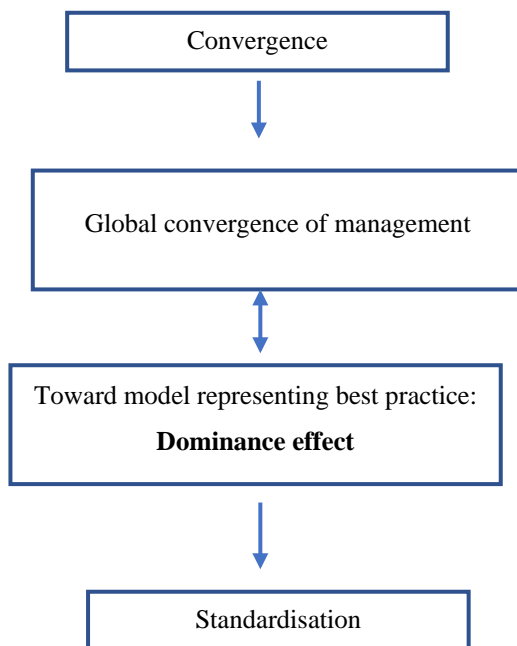 Convergence
Global convergence of management
Toward model representing best practice:
Dominance effect
Standardisation